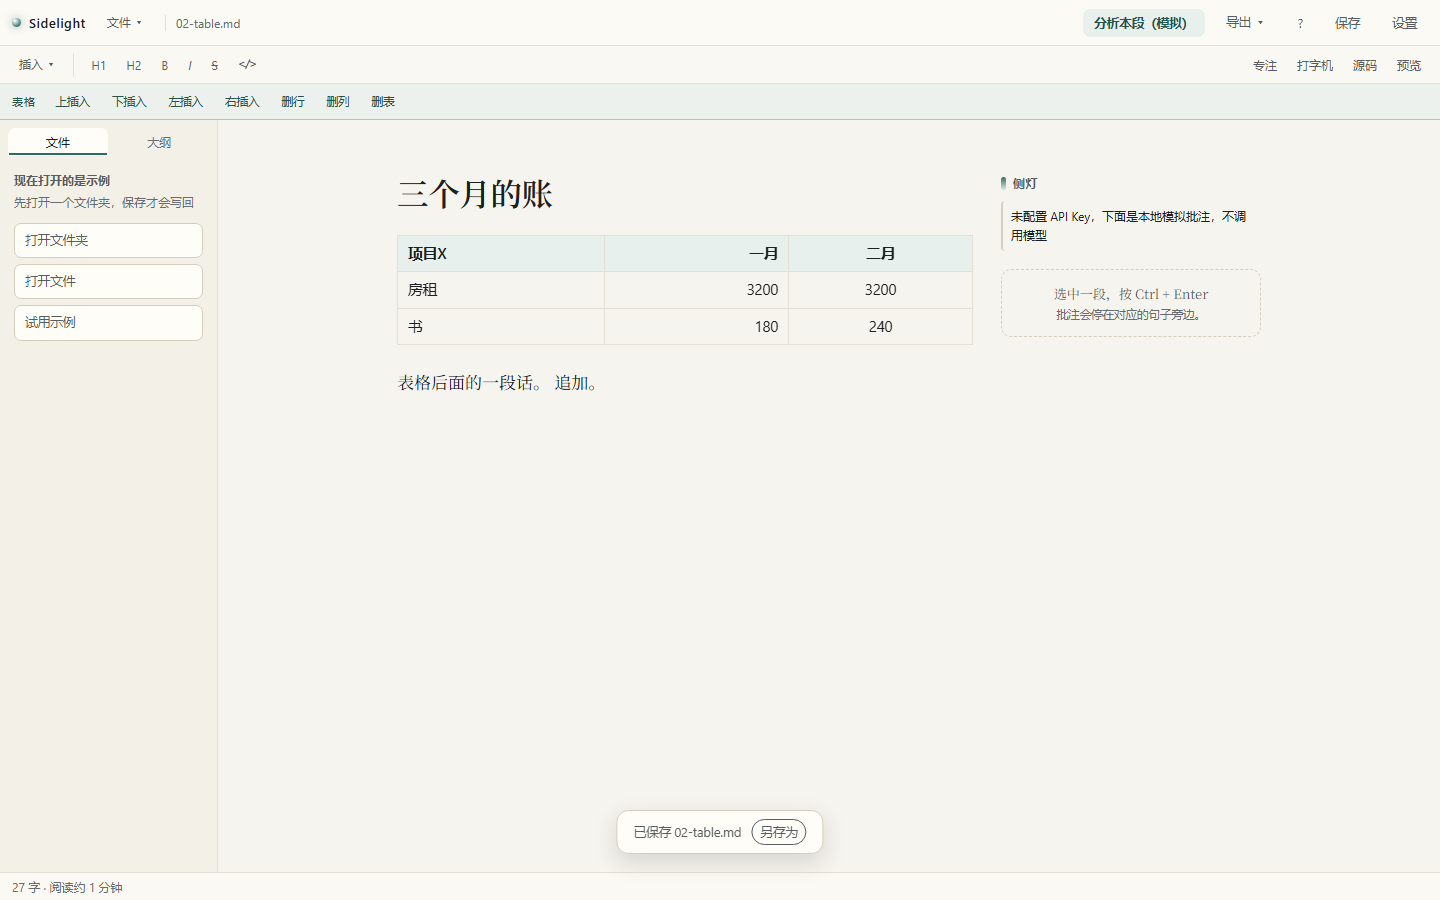 Sidelight 文件 02-table.md 分析本段（模拟） 导出 ? 保存 设置
插入 H1 H2 B I S </> 专注 打字机 源码 预览
表格 上插入 下插入 左插入 右插入 删行 删列 删表
文件 大纲
现在打开的是示例
先打开一个文件夹，保存才会写回
打开文件夹
打开文件
试用示例
三个月的账
项目X 一月 二月
房租 3200 3200
书 180 240
表格后面的一段话。 追加。
侧灯
未配置 API Key，下面是本地模拟批注，不调
用模型
选中一段，按 Ctrl + Enter
批注会停在对应的句子旁边。
已保存 02-table.md 另存为
27 字 · 阅读约 1 分钟